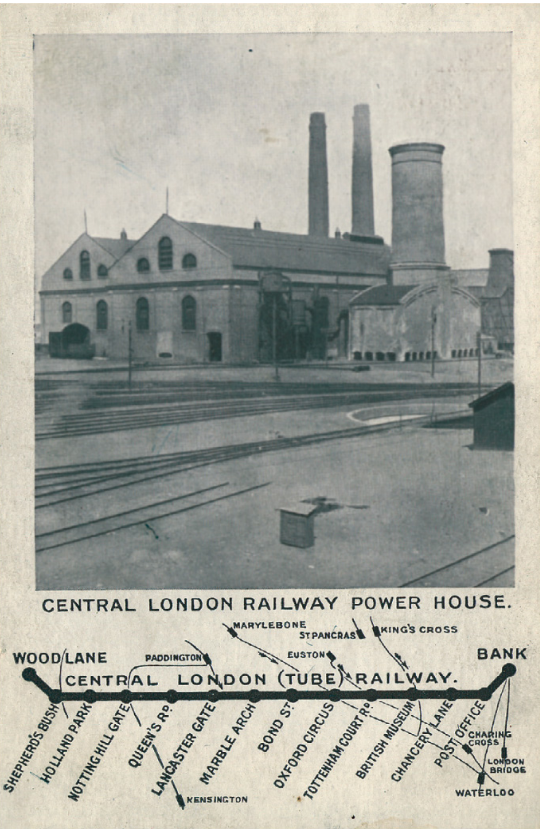 CENTRAL LONDON RAILWAY POWER HOUSE.
MARYLEBONE
ST PANCRAS
KING'S CROSS
WOOD LANE
PADDINGTON
EUSTON
BANK
CENTRAL LONDON (TUBE) RAILWAY.
SHEPHERD'S BUSH
HOLLAND PARK
NOTTING HILL GATE
QUEEN'S RD
LANCASTER GATE
MARBLE ARCH
BOND ST
OXFORD CIRCUS
TOTTENHAM COURT RD
BRITISH MUSEUM
CHANCERY LANE
POST OFFICE
CHARING
CROSS
LONDON
BRIDGE
WATERLOO
KENSINGTON